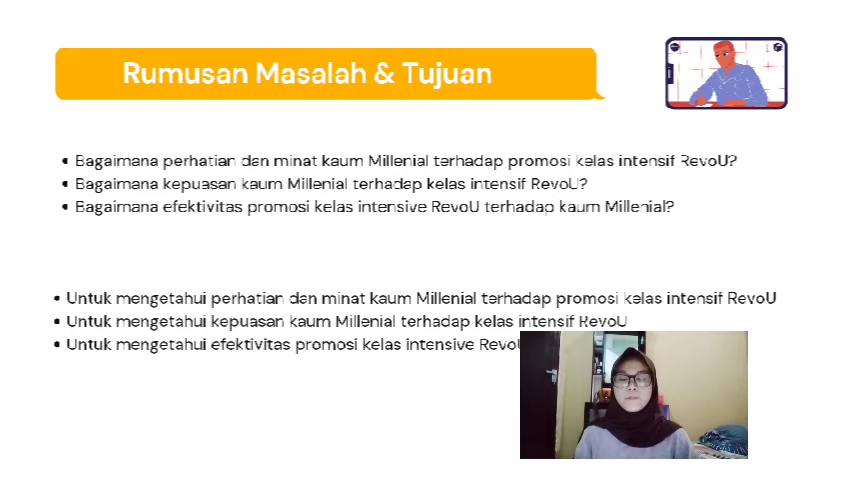 Rumusan Masalah & Tujuan
• Bagaimana perhatian dan minat kaum Millenial terhadap promosi kelas intensif RevoU?
• Bagaimana kepuasan kaum Millenial terhadap kelas intensif RevoU?
• Bagaimana efektivitas promosi kelas intensive RevoU terhadap kaum Millenial?
• Untuk mengetahui perhatian dan minat kaum Millenial terhadap promosi kelas intensif RevoU
• Untuk mengetahui kepuasan kaum Millenial terhadap kelas intensif RevoU
• Untuk mengetahui efektivitas promosi kelas intensive